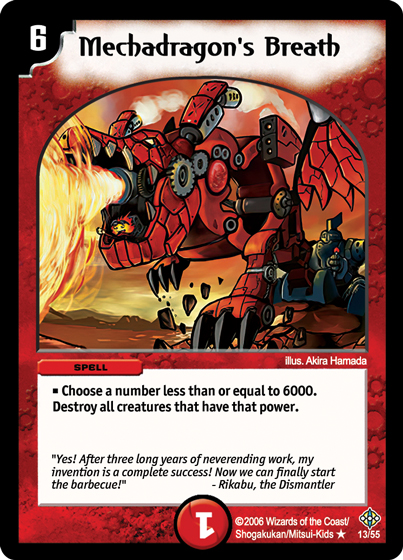 6
Mechadragon's Breath
illus. Akira Hamada
SPELL
▪ Choose a number less than or equal to 6000.
Destroy all creatures that have that power.
"Yes! After three long years of neverending work, my
invention is a complete success! Now we can finally start
the barbecue!" - Rikabu, the Dismantler
1
©2006 Wizards of the Coast/
Shogakukan/Mitsui-Kids ★ 13/55